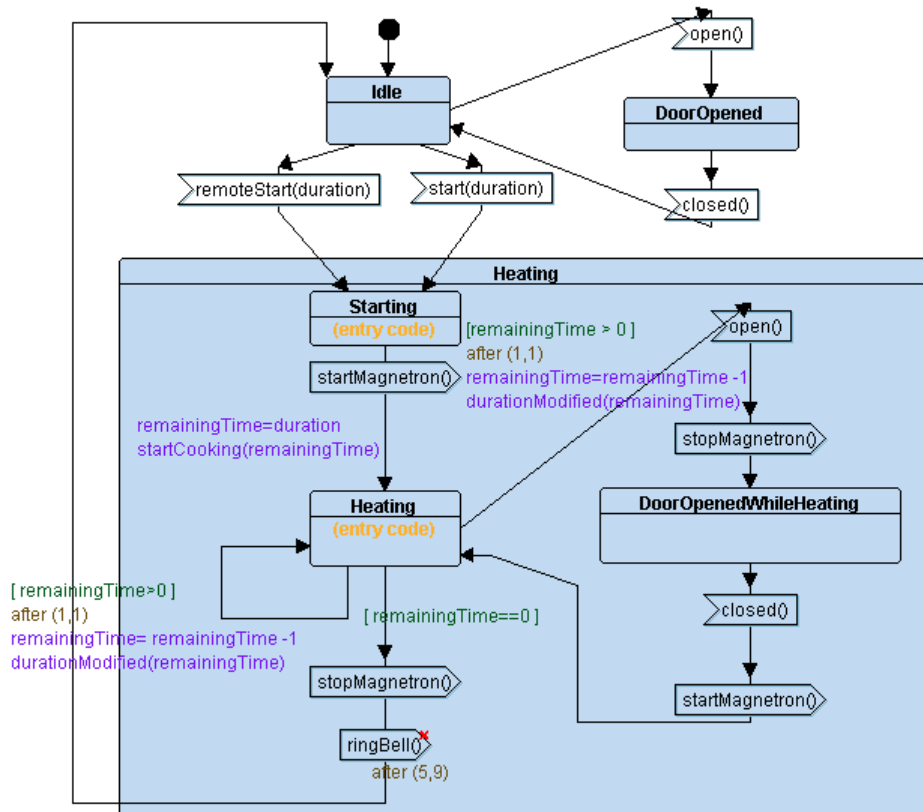 open()
Idle
DoorOpened
remoteStart(duration)
start(duration)
closed()
Heating
Starting
(entry code)
[remainingTime > 0 ]
after (1,1)
remainingTime=remainingTime -1
durationModified(remainingTime)
open()
startMagnetron()
remainingTime=duration
startCooking(remainingTime)
stopMagnetron()
Heating
(entry code)
DoorOpenedWhileHeating
[ remainingTime>0 ]
after (1,1)
remainingTime= remainingTime -1
durationModified(remainingTime)
[ remainingTime==0 ]
closed()
stopMagnetron()
startMagnetron()
ringBell()
after (5,9)